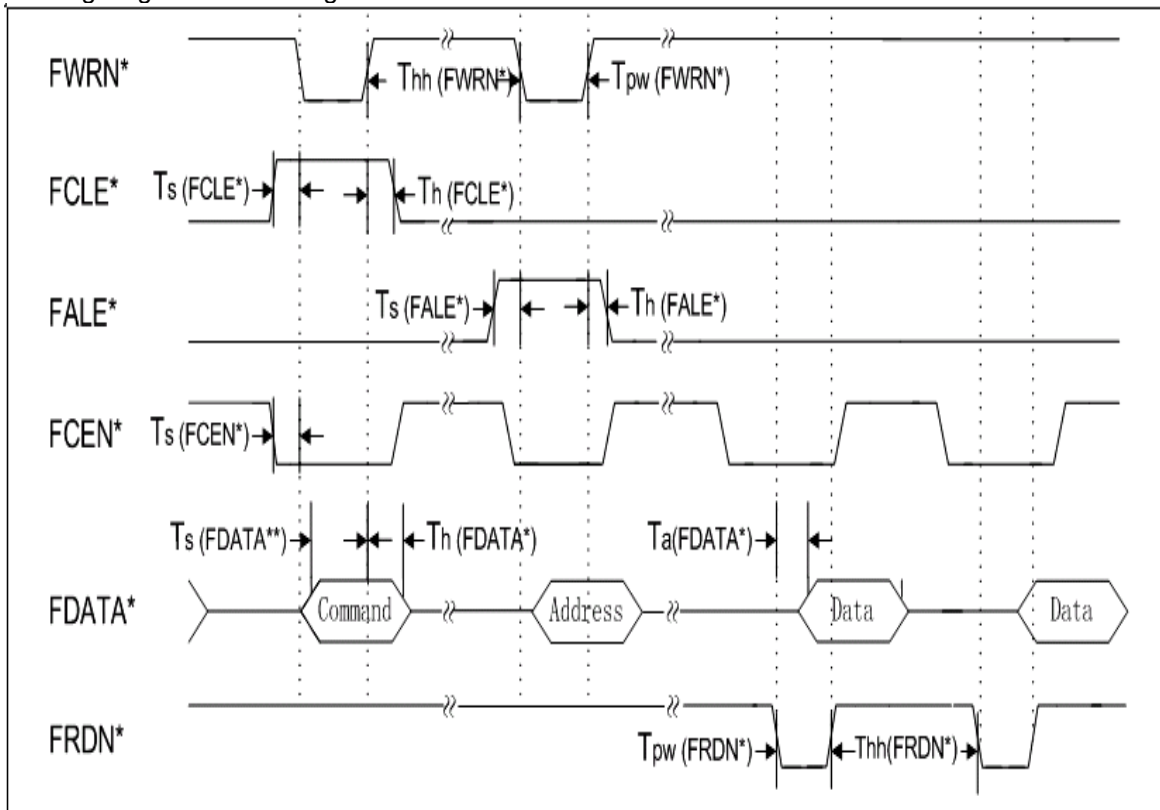 FWRN*
Thh (FWRN*)
Tpw (FWRN*)
FCLE*
Ts (FCLE*)
Th (FCLE*)
FALE*
Ts (FALE*)
Th (FALE*)
FCEN*
Ts (FCEN*)
Ts (FDATA**)
Th (FDATA*)
Ta(FDATA*)
FDATA*
Command
Address
Data
Data
FRDN*
Tpw (FRDN*)
Thh(FRDN*)